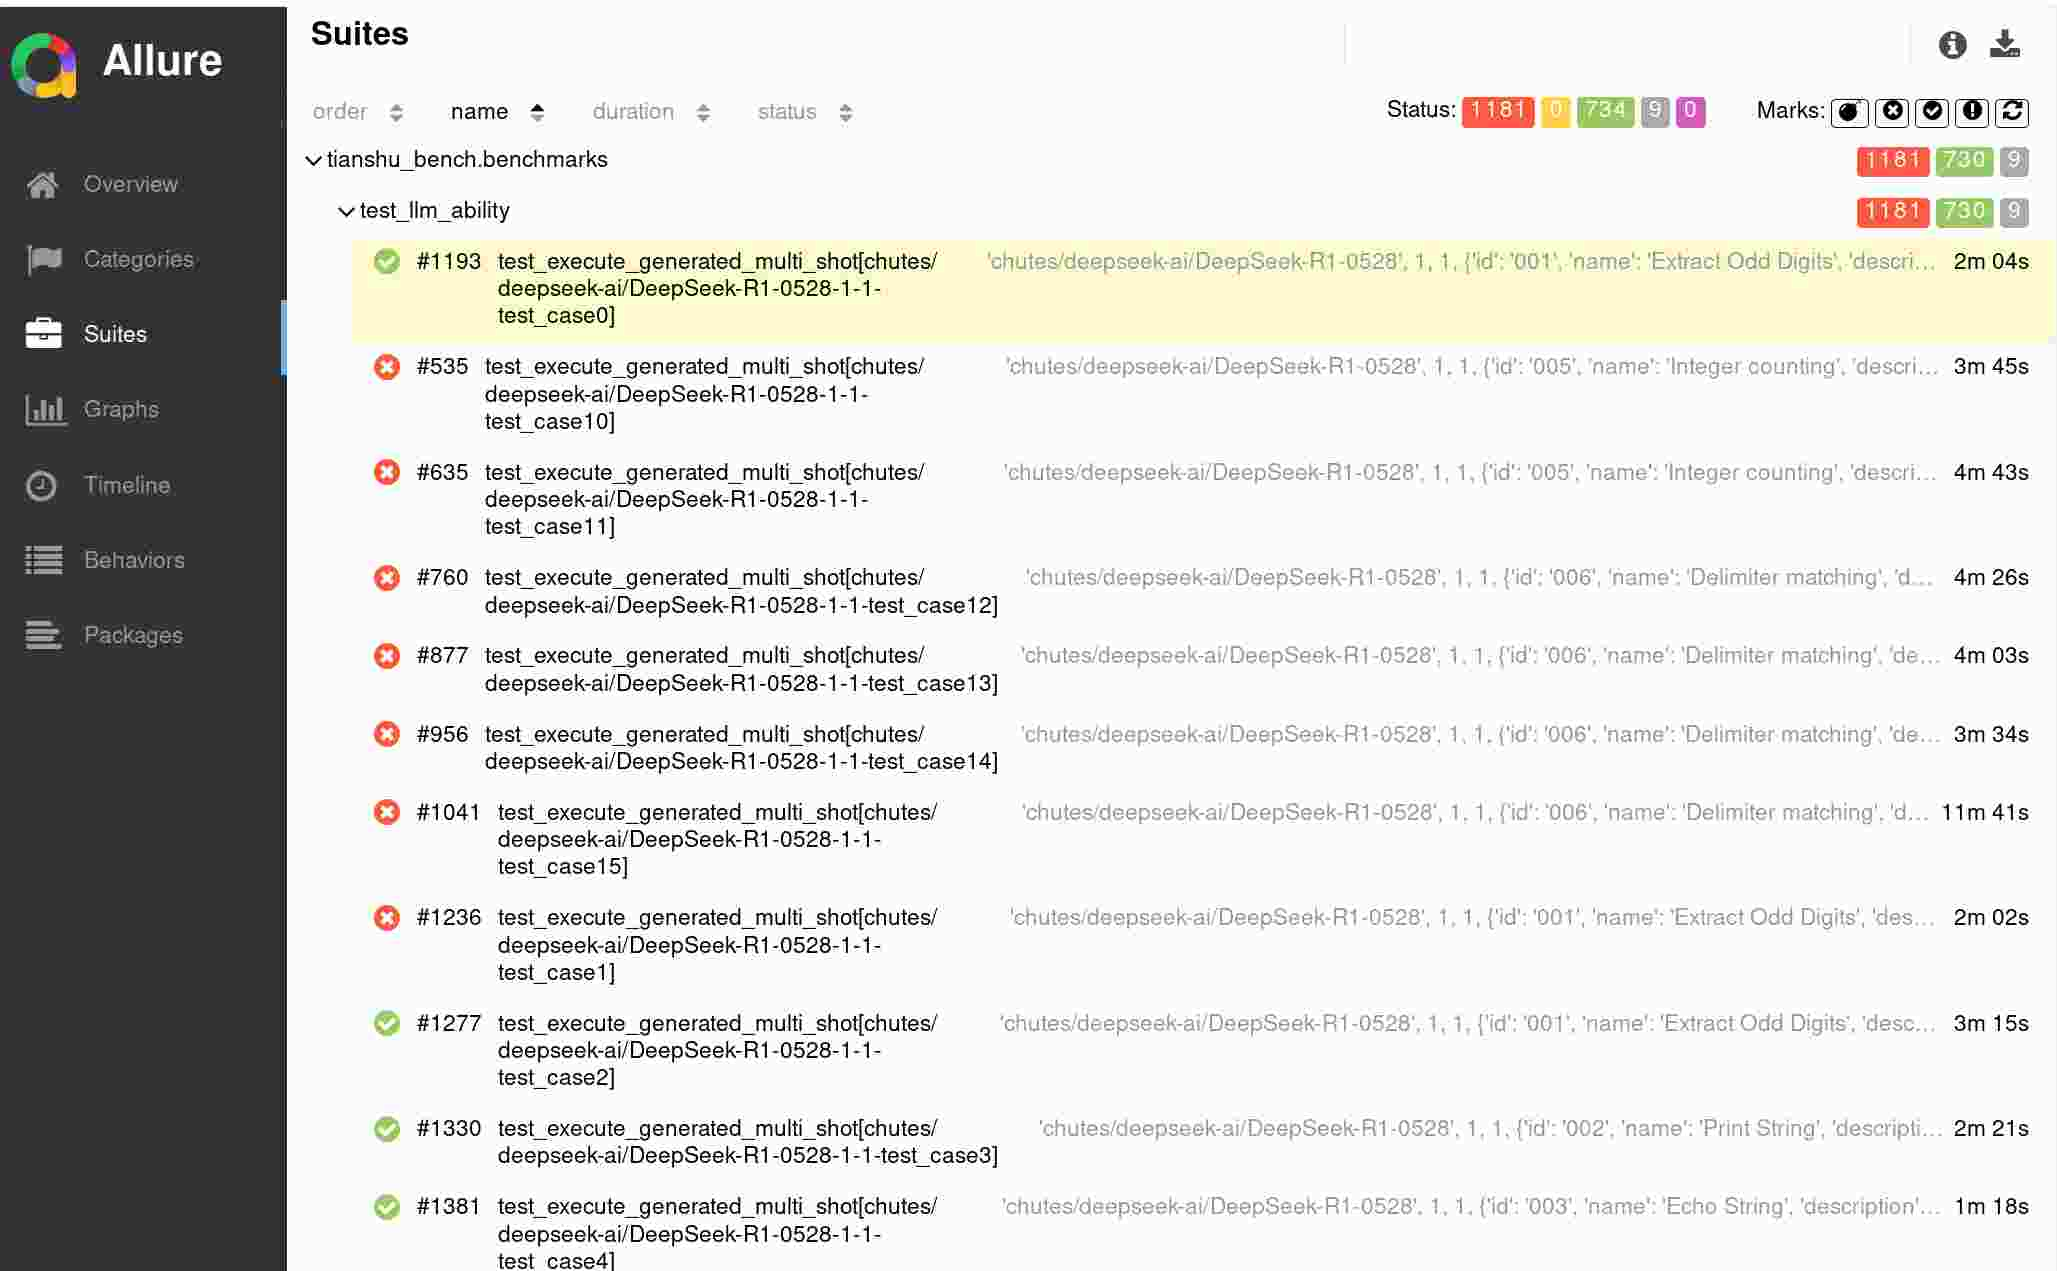 Allure
Overview
Categories
Suites
Graphs
Timeline
Behaviors
Packages
Suites
order name duration status Status: 1181 0 734 9 0 Marks:
tianshu_bench.benchmarks 1181 730 9
test_llm_ability 1181 730 9
#1193 test_execute_generated_multi_shot[chutes/ 'chutes/deepseek-ai/DeepSeek-R1-0528', 1, 1, {'id': '001', 'name': 'Extract Odd Digits', 'descri... 2m 04s
deepseek-ai/DeepSeek-R1-0528-1-1-
test_case0]
#535 test_execute_generated_multi_shot[chutes/ 'chutes/deepseek-ai/DeepSeek-R1-0528', 1, 1, {'id': '005', 'name': 'Integer counting', 'descri... 3m 45s
deepseek-ai/DeepSeek-R1-0528-1-1-
test_case10]
#635 test_execute_generated_multi_shot[chutes/ 'chutes/deepseek-ai/DeepSeek-R1-0528', 1, 1, {'id': '005', 'name': 'Integer counting', 'descri... 4m 43s
deepseek-ai/DeepSeek-R1-0528-1-1-
test_case11]
#760 test_execute_generated_multi_shot[chutes/ 'chutes/deepseek-ai/DeepSeek-R1-0528', 1, 1, {'id': '006', 'name': 'Delimiter matching', 'd... 4m 26s
deepseek-ai/DeepSeek-R1-0528-1-1-test_case12]
#877 test_execute_generated_multi_shot[chutes/ 'chutes/deepseek-ai/DeepSeek-R1-0528', 1, 1, {'id': '006', 'name': 'Delimiter matching', 'de... 4m 03s
deepseek-ai/DeepSeek-R1-0528-1-1-test_case13]
#956 test_execute_generated_multi_shot[chutes/ 'chutes/deepseek-ai/DeepSeek-R1-0528', 1, 1, {'id': '006', 'name': 'Delimiter matching', 'de... 3m 34s
deepseek-ai/DeepSeek-R1-0528-1-1-test_case14]
#1041 test_execute_generated_multi_shot[chutes/ 'chutes/deepseek-ai/DeepSeek-R1-0528', 1, 1, {'id': '006', 'name': 'Delimiter matching', 'd... 11m 41s
deepseek-ai/DeepSeek-R1-0528-1-1-
test_case15]
#1236 test_execute_generated_multi_shot[chutes/ 'chutes/deepseek-ai/DeepSeek-R1-0528', 1, 1, {'id': '001', 'name': 'Extract Odd Digits', 'des... 2m 02s
deepseek-ai/DeepSeek-R1-0528-1-1-
test_case1]
#1277 test_execute_generated_multi_shot[chutes/ 'chutes/deepseek-ai/DeepSeek-R1-0528', 1, 1, {'id': '001', 'name': 'Extract Odd Digits', 'desc... 3m 15s
deepseek-ai/DeepSeek-R1-0528-1-1-
test_case2]
#1330 test_execute_generated_multi_shot[chutes/ 'chutes/deepseek-ai/DeepSeek-R1-0528', 1, 1, {'id': '002', 'name': 'Print String', 'descripti... 2m 21s
deepseek-ai/DeepSeek-R1-0528-1-1-test_case3]
#1381 test_execute_generated_multi_shot[chutes/ 'chutes/deepseek-ai/DeepSeek-R1-0528', 1, 1, {'id': '003', 'name': 'Echo String', 'description'... 1m 18s
deepseek-ai/DeepSeek-R1-0528-1-1-
test_case4]